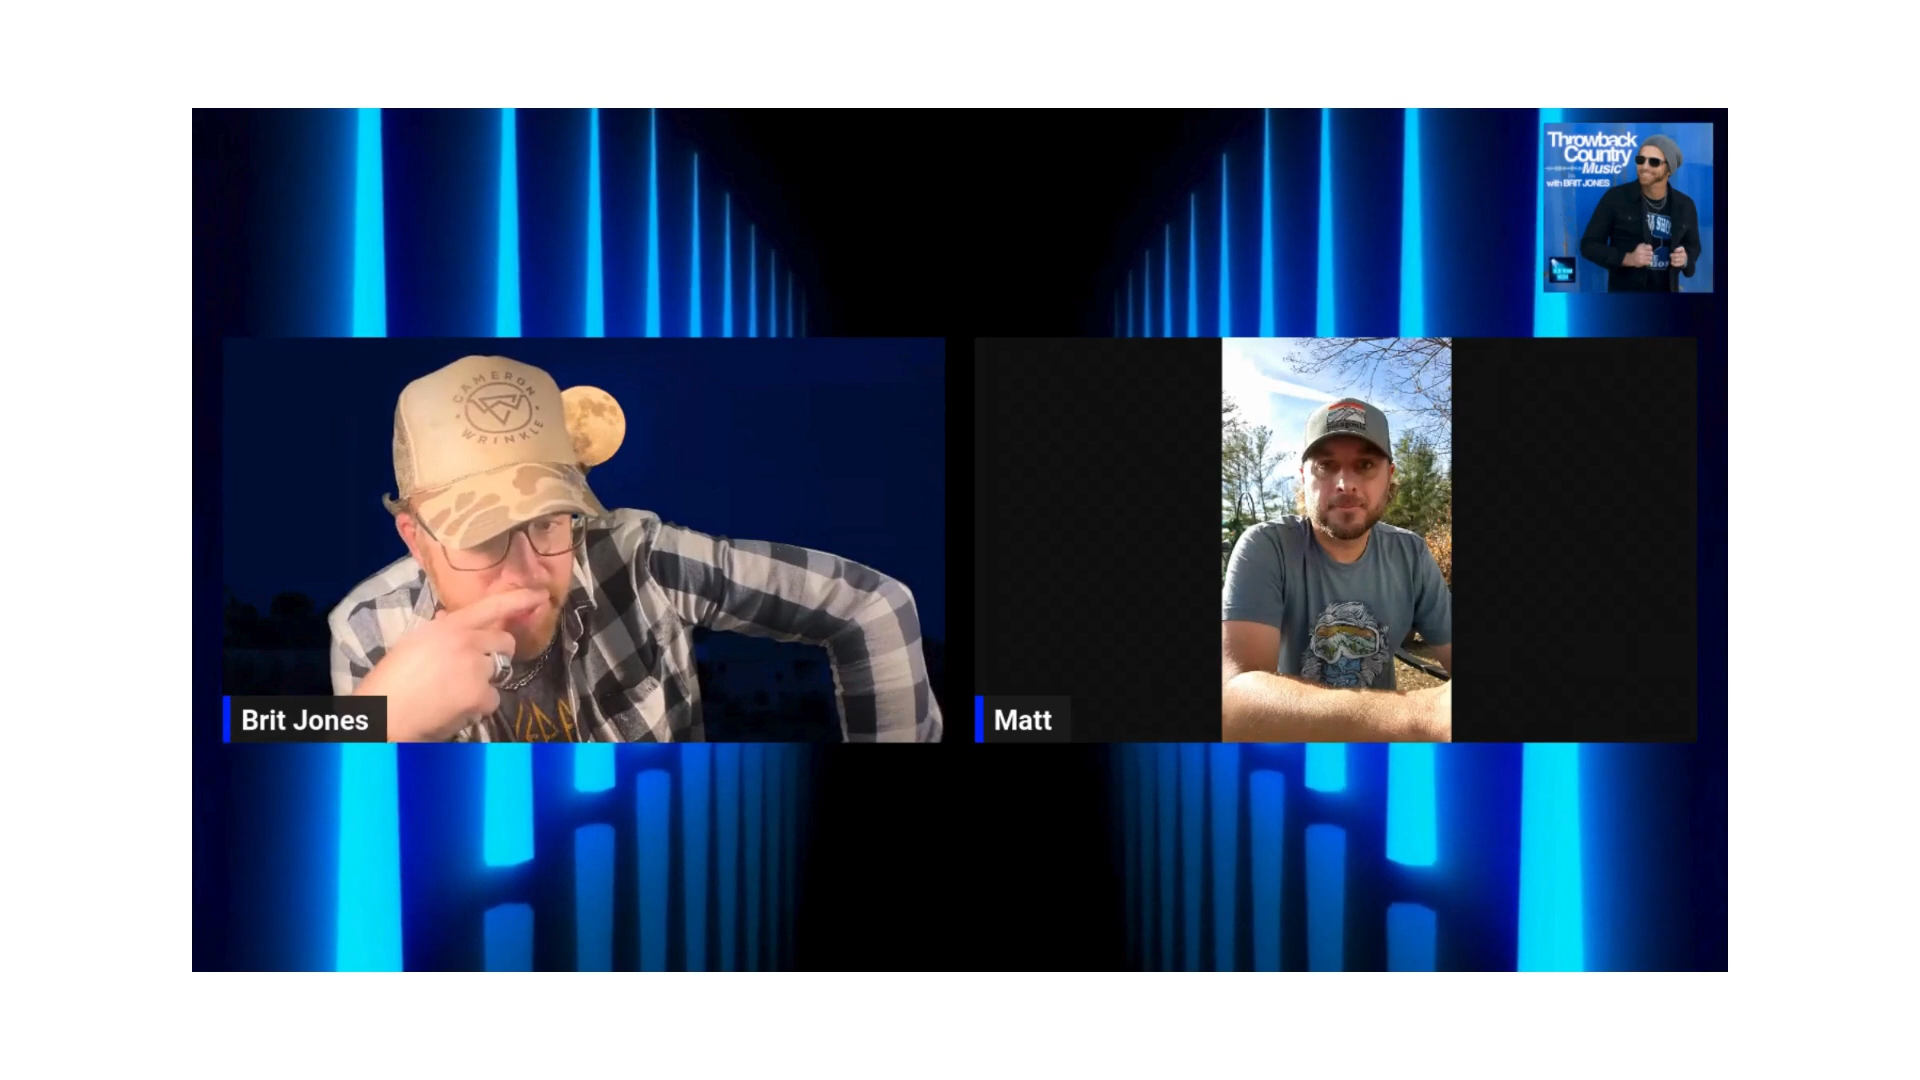 Throwback
Country
Music
with BRIT JONES
CAMERON
WRINKLE
Brit Jones
Matt